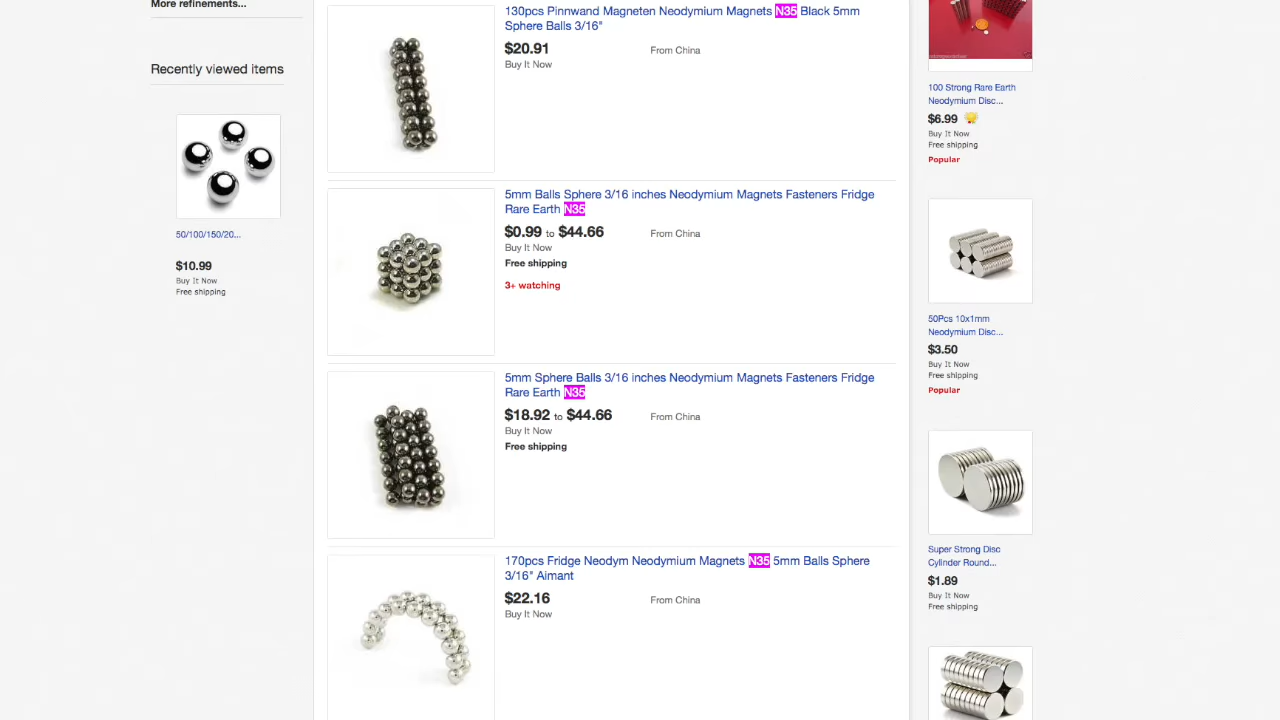 More refinements...
Recently viewed items
50/100/150/20...
$10.99
Buy It Now
Free shipping
130pcs Pinnwand Magneten Neodymium Magnets N35 Black 5mm
Sphere Balls 3/16"
$20.91
From China
Buy It Now
5mm Balls Sphere 3/16 inches Neodymium Magnets Fasteners Fridge
Rare Earth N35
$0.99 to $44.66
From China
Buy It Now
Free shipping
3+ watching
5mm Sphere Balls 3/16 inches Neodymium Magnets Fasteners Fridge
Rare Earth N35
$18.92 to $44.66
From China
Buy It Now
Free shipping
170pcs Fridge Neodym Neodymium Magnets N35 5mm Balls Sphere
3/16" Aimant
$22.16
From China
Buy It Now
100 Strong Rare Earth
Neodymium Disc...
$6.99
Buy It Now
Free shipping
Popular
50Pcs 10x1mm
Neodymium Disc...
$3.50
Buy It Now
Free shipping
Popular
Super Strong Disc
Cylinder Round...
$1.89
Buy It Now
Free shipping